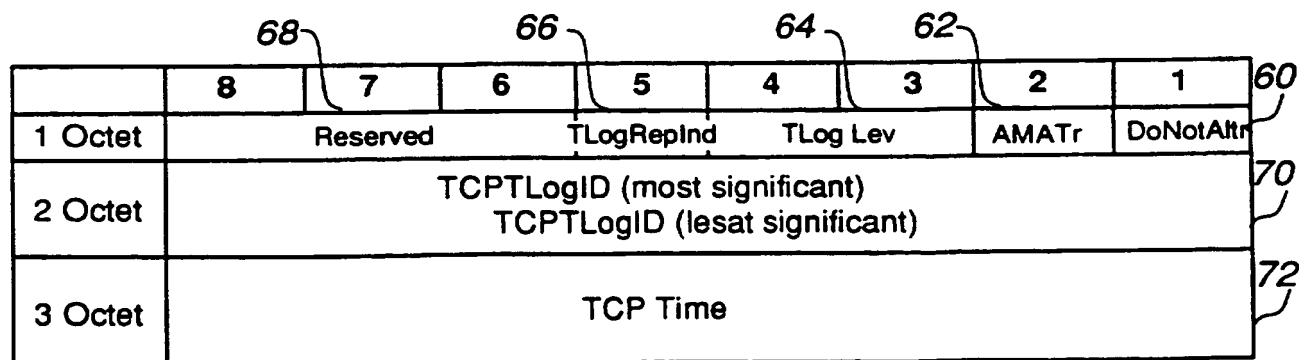 68 66 64 62
8 7 6 5 4 3 2 1 60
1 Octet Reserved TLogRepInd TLog Lev AMATr DoNotAltr
2 Octet TCPTLogID (most significant) 70
TCPTLogID (lesat significant)
3 Octet TCP Time 72